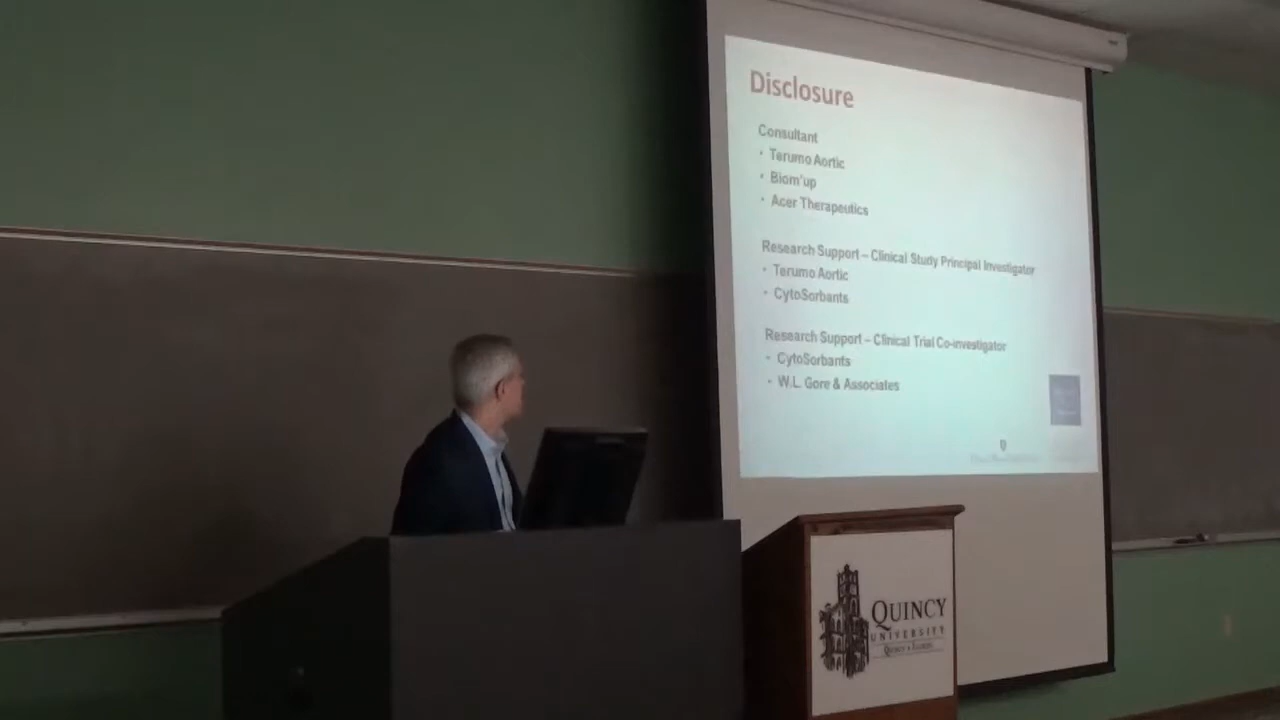 Disclosure
Consultant
• Terumo Aortic
• Biom'up
• Acer Therapeutics
Research Support – Clinical Study Principal Investigator
• Terumo Aortic
• CytoSorbants
Research Support – Clinical Trial Co-investigator
• CytoSorbants
• W.L. Gore & Associates
QUINCY
UNIVERSITY